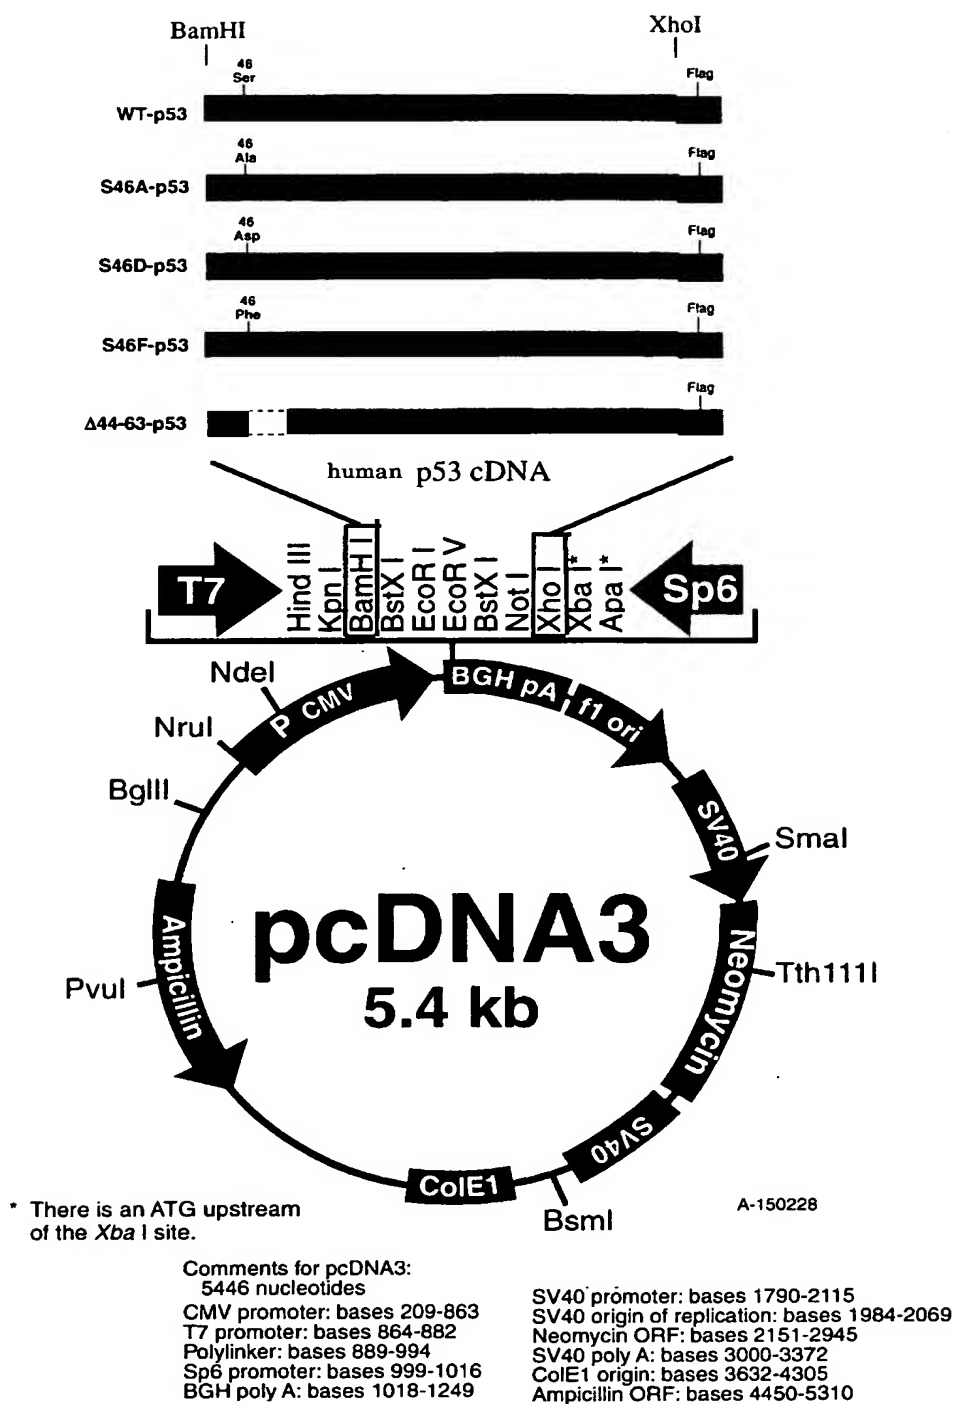 BamHI
XhoI
46
Ser
Flag
WT-p53
46
Ala
Flag
S46A-p53
46
Asp
Flag
S46D-p53
46
Phe
Flag
S46F-p53
Flag
Δ44-63-p53
human p53 cDNA
T7
Hind III
Kpn I
BamH I
BstX I
EcoR I
EcoR V
BstX I
Not I
Xho I
Xba I*
Apa I*
Sp6
NdeI
P CMV
BGH pA
f1 ori
NruI
BglII
SV40
SmaI
pcDNA3
5.4 kb
Ampicillin
Neomycin
Tth111I
PvuI
SV40
ColE1
BsmI
A-150228
* There is an ATG upstream
of the Xba I site.
Comments for pcDNA3:
5446 nucleotides
CMV promoter: bases 209-863
T7 promoter: bases 864-882
Polylinker: bases 889-994
Sp6 promoter: bases 999-1016
BGH poly A: bases 1018-1249
SV40 promoter: bases 1790-2115
SV40 origin of replication: bases 1984-2069
Neomycin ORF: bases 2151-2945
SV40 poly A: bases 3000-3372
ColE1 origin: bases 3632-4305
Ampicillin ORF: bases 4450-5310